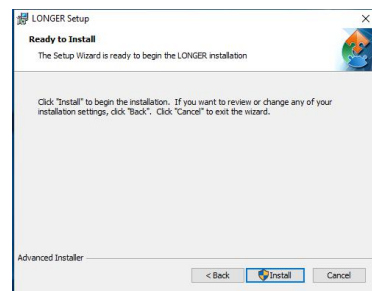 LONGER Setup
Ready to Install
The Setup Wizard is ready to begin the LONGER installation
Click "Install" to begin the installation. If you want to review or change any of your
installation settings, click "Back". Click "Cancel" to exit the wizard.
Advanced Installer
< Back Install Cancel